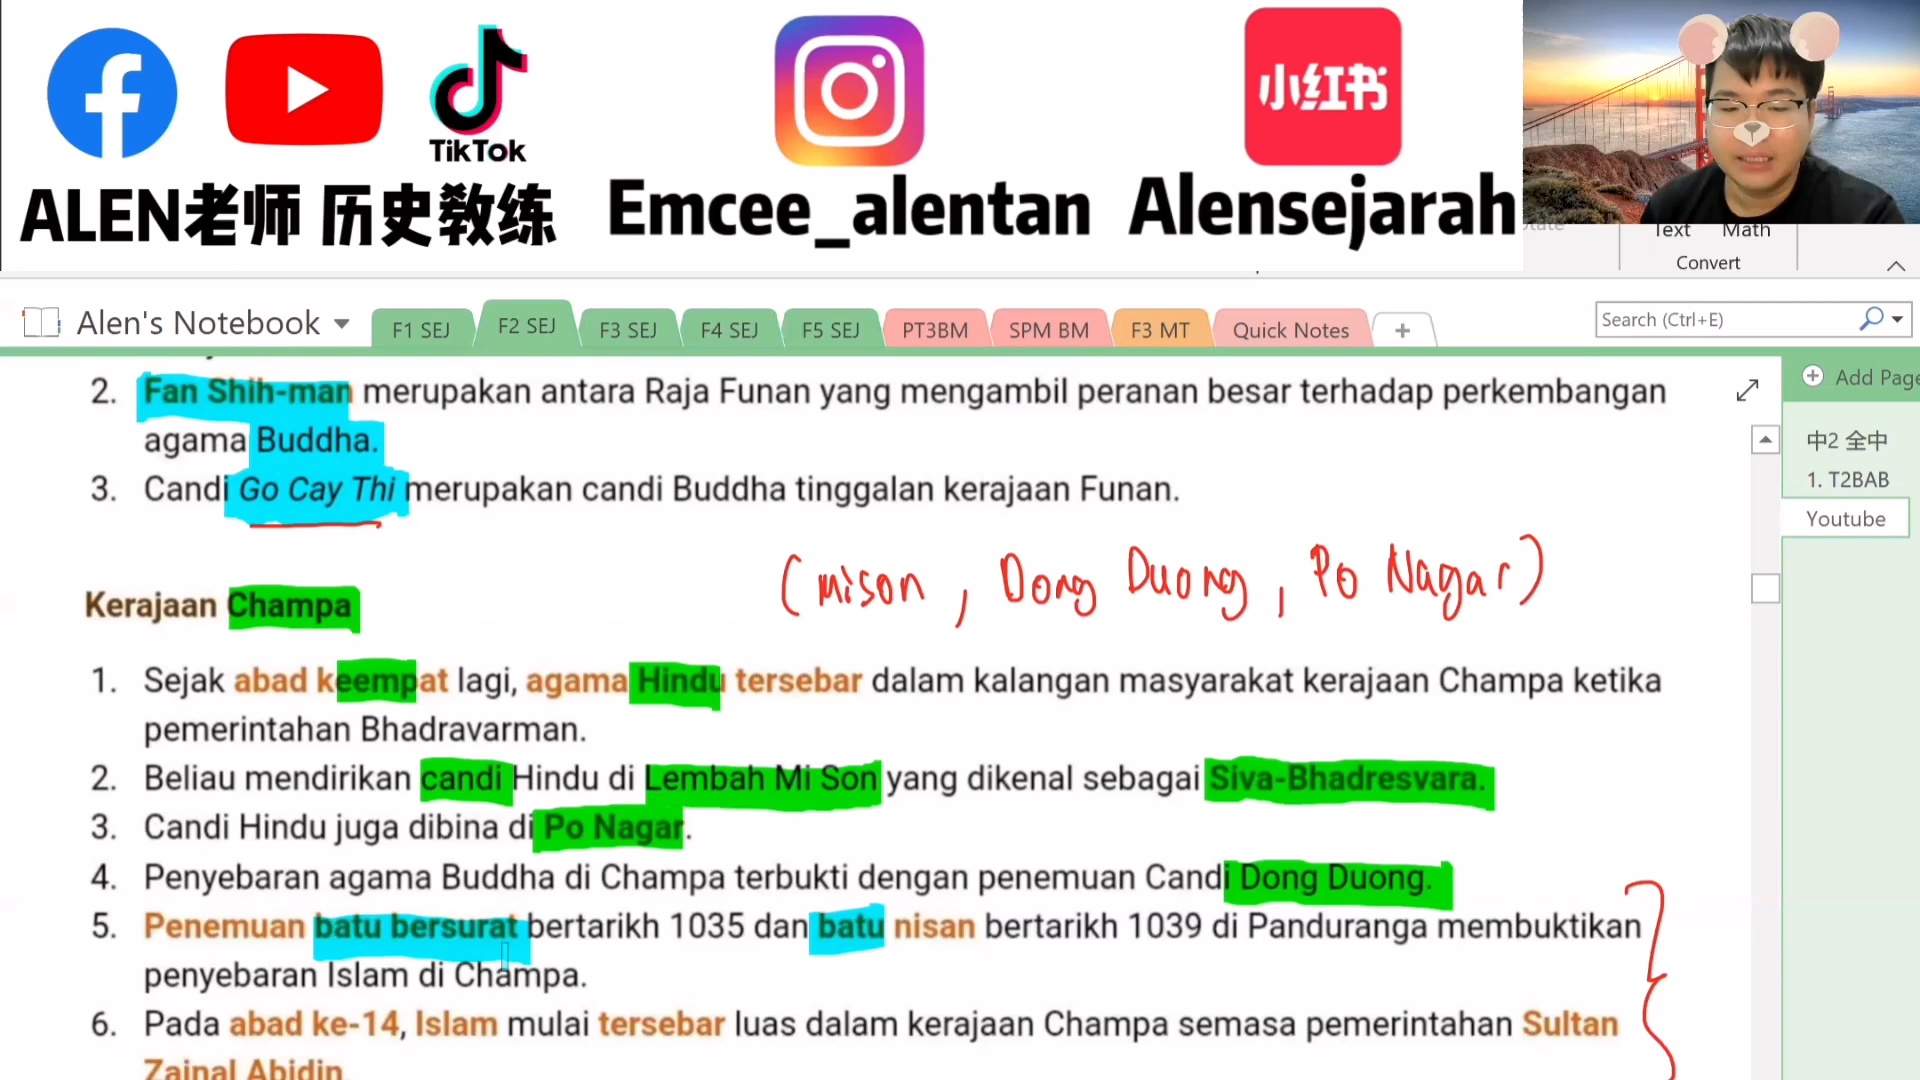 TikTok
小红书
ALEN老师 历史教练
Emcee_alentan
Alensejarah
Text Math
Convert
Alen's Notebook
F1 SEJ
F2 SEJ
F3 SEJ
F4 SEJ
F5 SEJ
PT3BM
SPM BM
F3 MT
Quick Notes
Search (Ctrl+E)
2. Fan Shih-man merupakan antara Raja Funan yang mengambil peranan besar terhadap perkembangan
agama Buddha.
3. Candi Go Cay Thi merupakan candi Buddha tinggalan kerajaan Funan.
(Mison, Dong Duong, Po Nagar)
Kerajaan Champa
1. Sejak abad keempat lagi, agama Hindu tersebar dalam kalangan masyarakat kerajaan Champa ketika
pemerintahan Bhadravarman.
2. Beliau mendirikan candi Hindu di Lembah Mi Son yang dikenal sebagai Siva-Bhadresvara.
3. Candi Hindu juga dibina di Po Nagar.
4. Penyebaran agama Buddha di Champa terbukti dengan penemuan Candi Dong Duong.
5. Penemuan batu bersurat bertarikh 1035 dan batu nisan bertarikh 1039 di Panduranga membuktikan
penyebaran Islam di Champa.
6. Pada abad ke-14, Islam mulai tersebar luas dalam kerajaan Champa semasa pemerintahan Sultan
Zainal Abidin
Add Page
中2 全中
1. T2BAB
Youtube